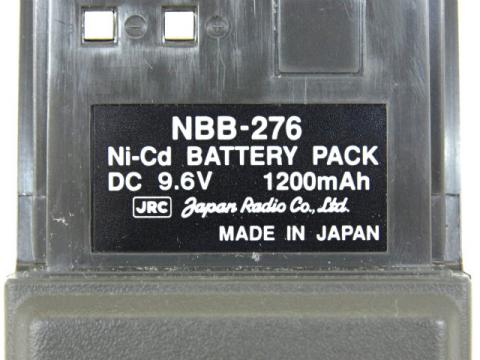 NBB-276
Ni-Cd BATTERY PACK
DC 9.6V 1200mAh
JRC Japan Radio Co., Ltd.
MADE IN JAPAN